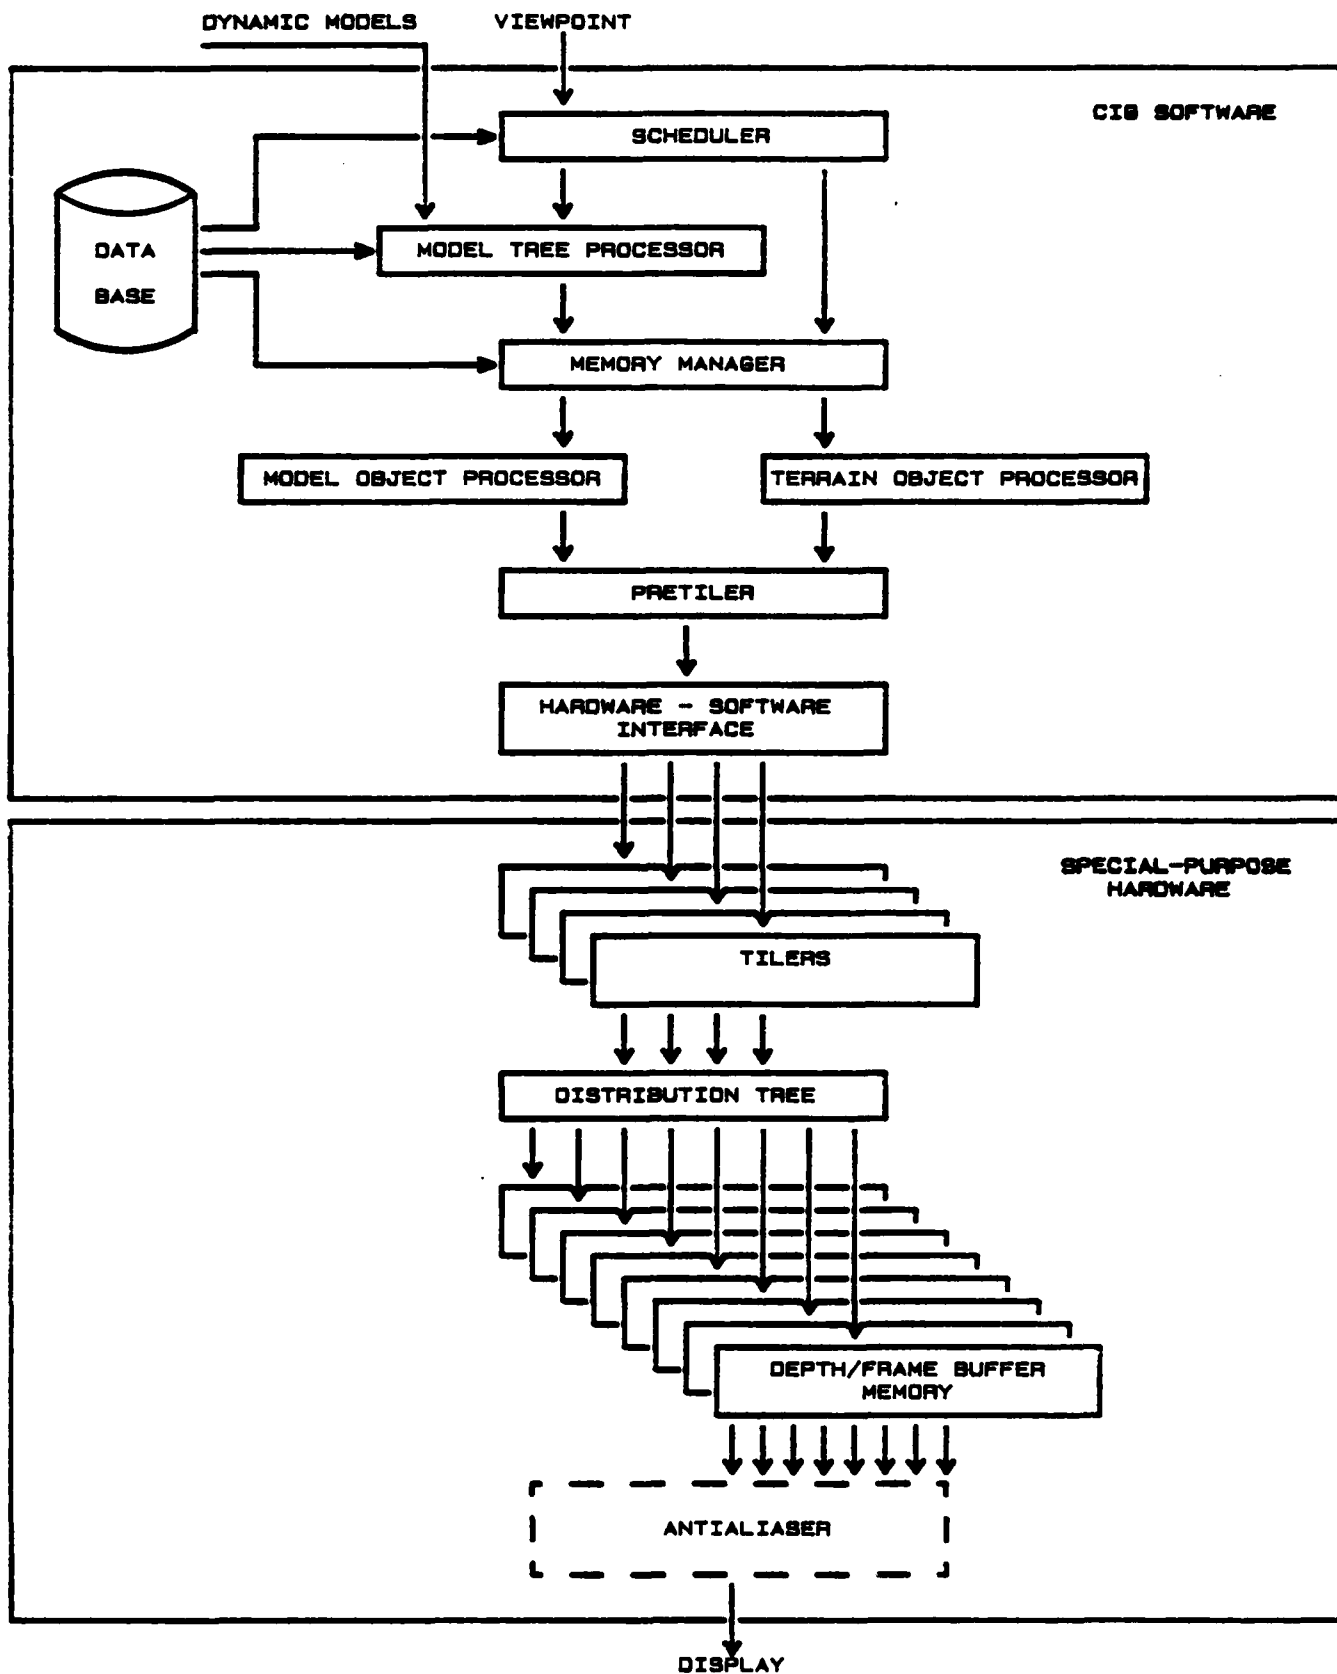 DYNAMIC MODELS
VIEWPOINT
CIG SOFTWARE
SCHEDULER
DATA
BASE
MODEL TREE PROCESSOR
MEMORY MANAGER
MODEL OBJECT PROCESSOR
TERRAIN OBJECT PROCESSOR
PRETILER
HARDWARE - SOFTWARE
INTERFACE
SPECIAL-PURPOSE
HARDWARE
TILERS
DISTRIBUTION TREE
DEPTH/FRAME BUFFER
MEMORY
ANTIALIASER
DISPLAY